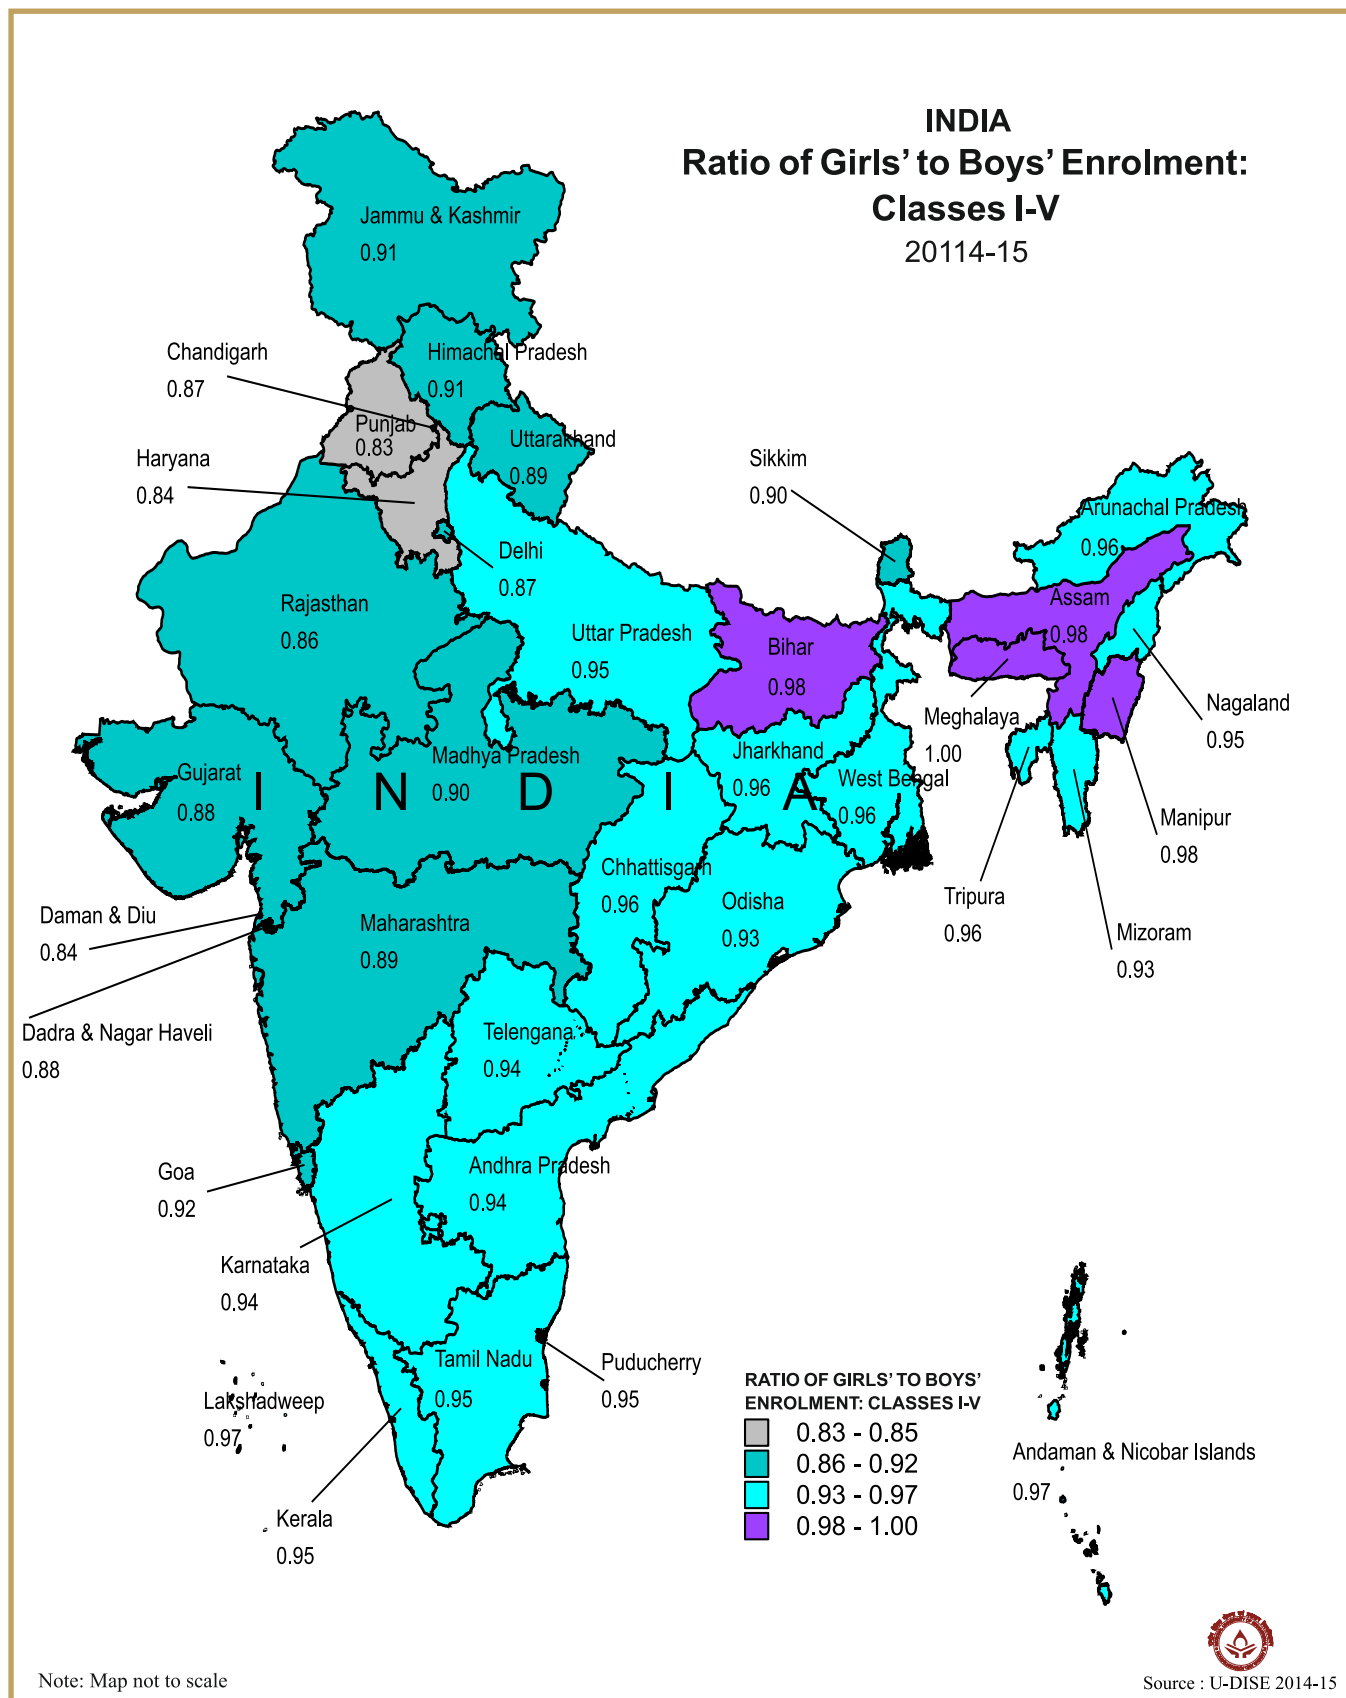 INDIA
Ratio of Girls' to Boys' Enrolment:
Classes I-V
20114-15
Jammu & Kashmir
0.91
Chandigarh
0.87
Himachal Pradesh
0.91
Punjab
0.83
Haryana
0.84
Uttarakhand
0.89
Sikkim
0.90
Arunachal Pradesh
0.96
Delhi
0.87
Rajasthan
0.86
Uttar Pradesh
0.95
Bihar
0.98
Assam
0.98
Nagaland
0.95
Meghalaya
1.00
Manipur
0.98
Tripura
0.96
Mizoram
0.93
Gujarat
0.88
Madhya Pradesh
0.90
Jharkhand
0.96
West Bengal
0.96
I N D I A
Chhattisgarh
0.96
Odisha
0.93
Daman & Diu
0.84
Maharashtra
0.89
Dadra & Nagar Haveli
0.88
Telengana
0.94
Goa
0.92
Andhra Pradesh
0.94
Karnataka
0.94
Tamil Nadu
0.95
Puducherry
0.95
Lakshadweep
0.97
Kerala
0.95
RATIO OF GIRLS' TO BOYS'
ENROLMENT: CLASSES I-V
0.83 - 0.85
0.86 - 0.92
0.93 - 0.97
0.98 - 1.00
Andaman & Nicobar Islands
0.97
Note: Map not to scale
Source : U-DISE 2014-15